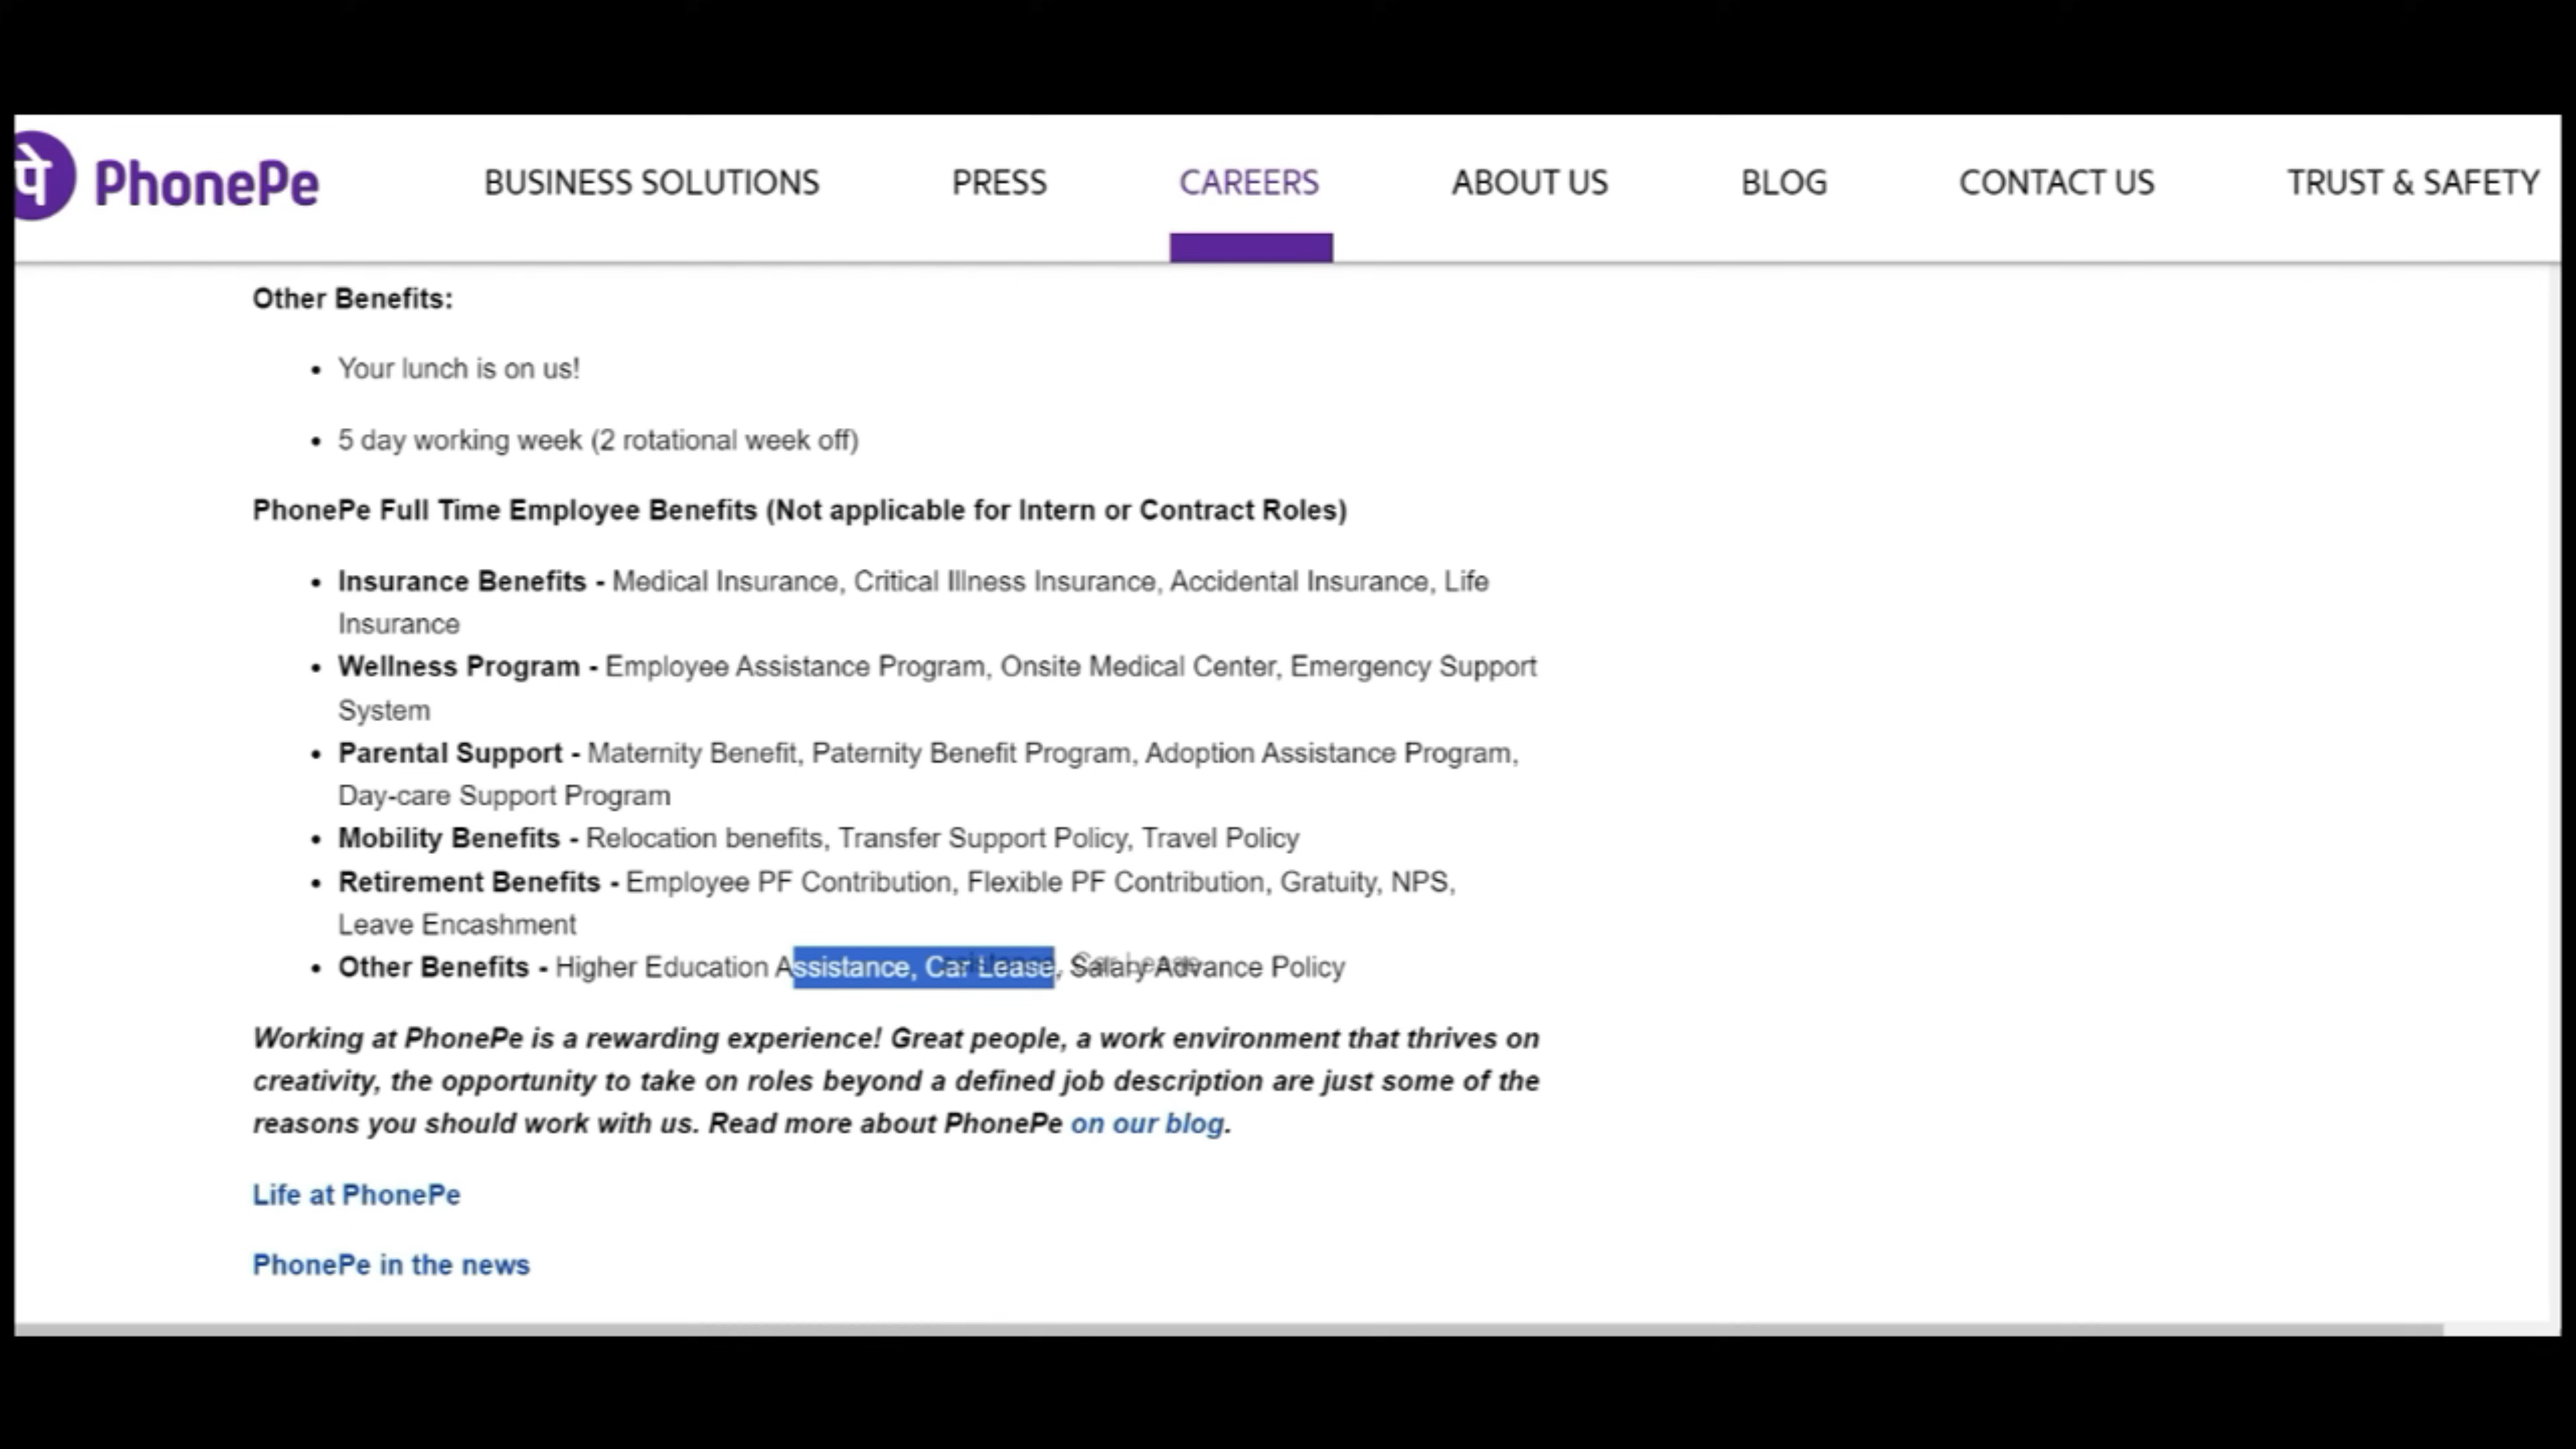 पे PhonePe BUSINESS SOLUTIONS PRESS CAREERS ABOUT US BLOG CONTACT US TRUST & SAFETY
Other Benefits:
• Your lunch is on us!
• 5 day working week (2 rotational week off)
PhonePe Full Time Employee Benefits (Not applicable for Intern or Contract Roles)
• Insurance Benefits - Medical Insurance, Critical Illness Insurance, Accidental Insurance, Life
Insurance
• Wellness Program - Employee Assistance Program, Onsite Medical Center, Emergency Support
System
• Parental Support - Maternity Benefit, Paternity Benefit Program, Adoption Assistance Program,
Day-care Support Program
• Mobility Benefits - Relocation benefits, Transfer Support Policy, Travel Policy
• Retirement Benefits - Employee PF Contribution, Flexible PF Contribution, Gratuity, NPS,
Leave Encashment
• Other Benefits - Higher Education Assistance, Car Lease, Salary Advance Policy
Working at PhonePe is a rewarding experience! Great people, a work environment that thrives on
creativity, the opportunity to take on roles beyond a defined job description are just some of the
reasons you should work with us. Read more about PhonePe on our blog.
Life at PhonePe
PhonePe in the news